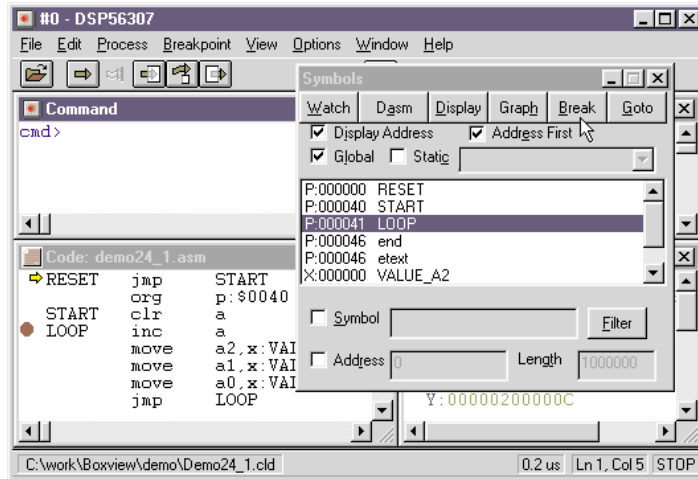 #0 - DSP56307
File Edit Process Breakpoint View Options Window Help
Symbols
Watch Dasm Display Graph Break Goto
Display Address Address First
Global Static
P:000000 RESET
P:000040 START
P:000041 LOOP
P:000046 end
P:000046 etext
X:000000 VALUE_A2
Symbol Filter
Address 0 Length 1000000
Command
cmd>
Code: demo24_1.asm
RESET jmp START
org p:$0040
START clr a
LOOP inc a
move a2,x:VAL
move a1,x:VAL
move a0,x:VAL
jmp LOOP
Y:00000200000C
C:\work\Boxview\demo\Demo24_1.cld 0.2 us Ln 1, Col 5 STOP